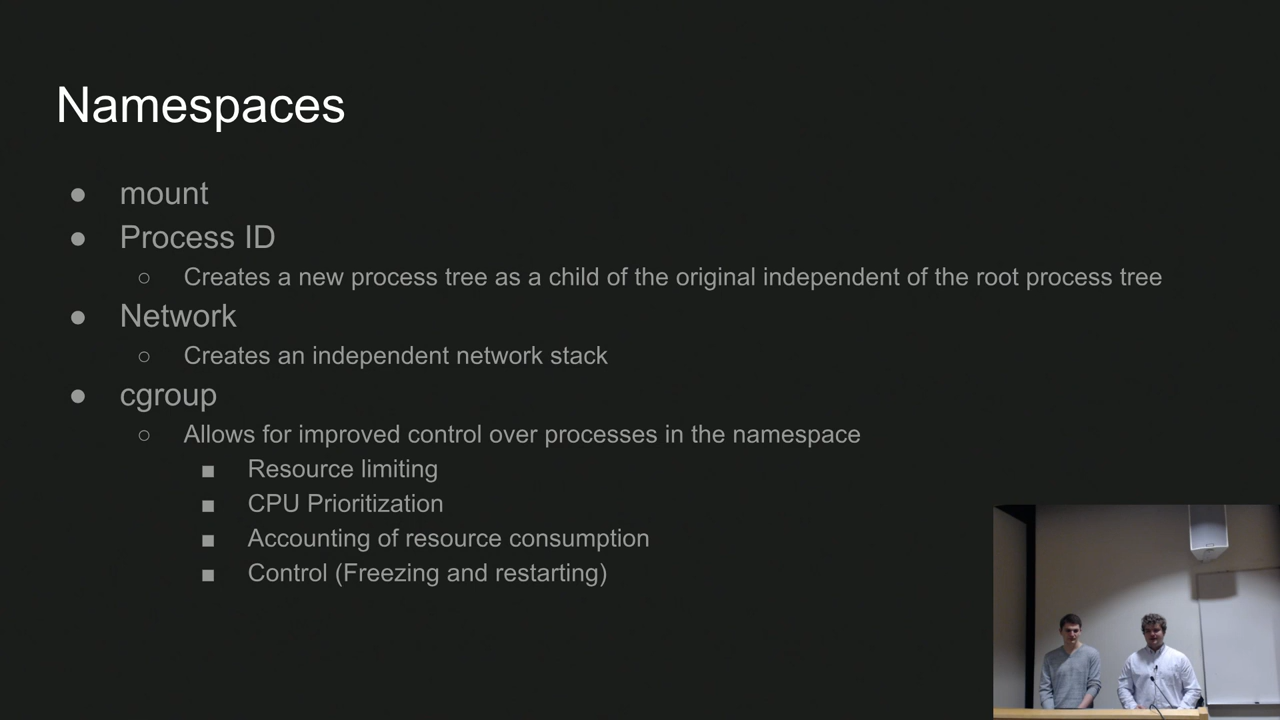 Namespaces
● mount
● Process ID
○ Creates a new process tree as a child of the original independent of the root process tree
● Network
○ Creates an independent network stack
● cgroup
○ Allows for improved control over processes in the namespace
■ Resource limiting
■ CPU Prioritization
■ Accounting of resource consumption
■ Control (Freezing and restarting)